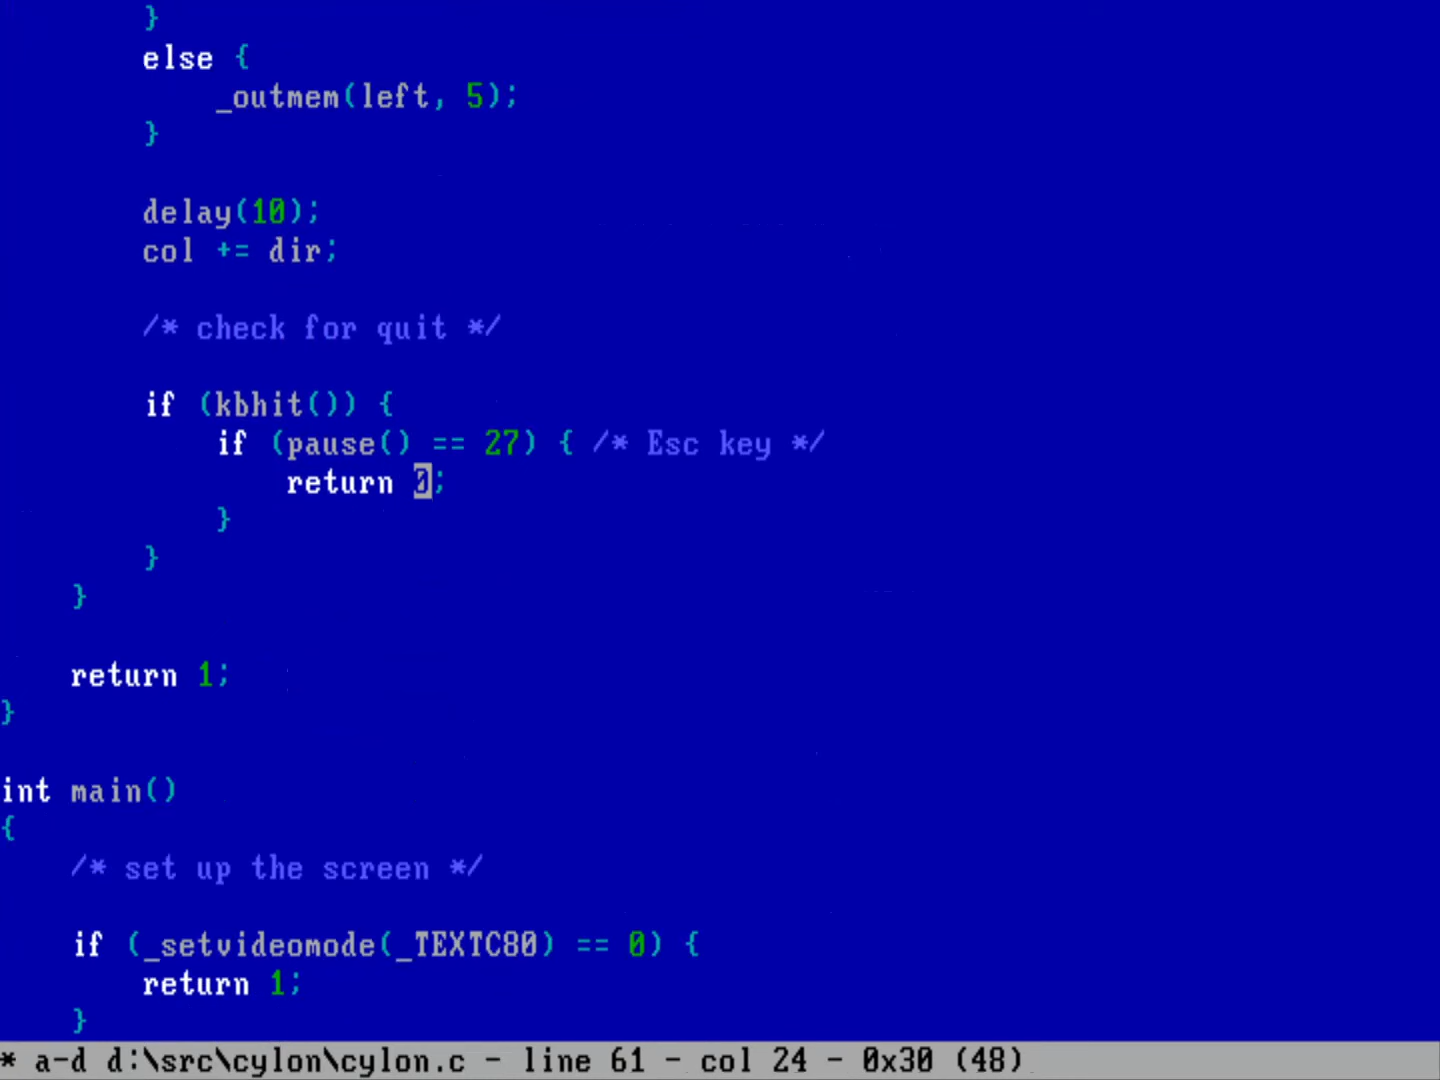 }
else {
_outmem(left, 5);
}
delay(10);
col += dir;
/* check for quit */
if (kbhit()) {
if (pause() == 27) { /* Esc key */
return 0;
}
}
}
return 1;
}
int main()
{
/* set up the screen */
if (_setvideomode(_TEXTC80) == 0) {
return 1;
}
* a-d d:\src\cylon\cylon.c - line 61 - col 24 - 0x30 (48)